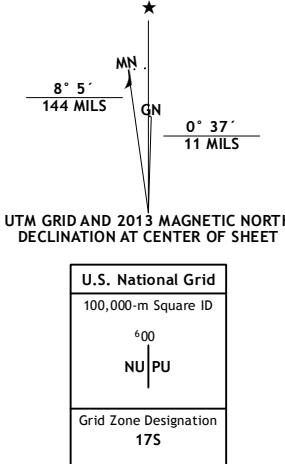 ★
MN
8° 5´
144 MILS
GN
0° 37´
11 MILS
UTM GRID AND 2013 MAGNETIC NORTH
DECLINATION AT CENTER OF SHEET
U.S. National Grid
100,000-m Square ID
⁶00
NU PU
Grid Zone Designation
17S